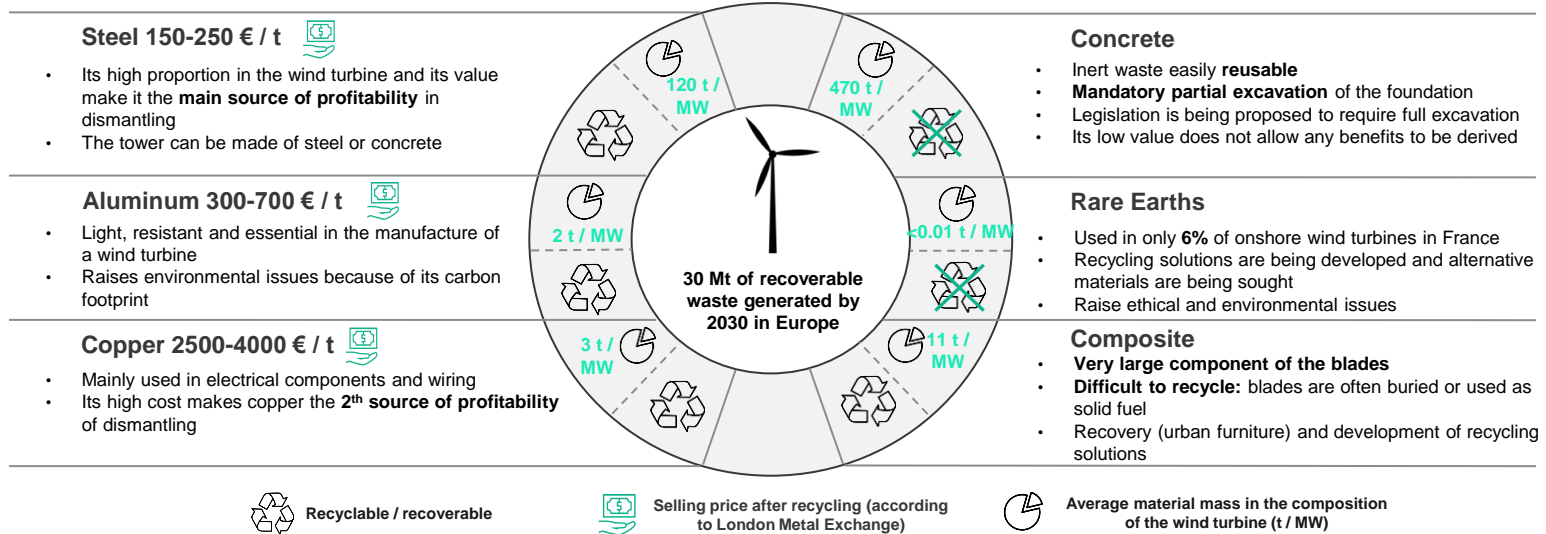 Steel 150-250 € / t
• Its high proportion in the wind turbine and its value
make it the main source of profitability in
dismantling
• The tower can be made of steel or concrete
Aluminum 300-700 € / t
• Light, resistant and essential in the manufacture of
a wind turbine
• Raises environmental issues because of its carbon
footprint
Copper 2500-4000 € / t
• Mainly used in electrical components and wiring
• Its high cost makes copper the 2th source of profitability
of dismantling
120 t /
MW
2 t / MW
3 t /
MW
30 Mt of recoverable
waste generated by
2030 in Europe
470 t /
MW
<0.01 t / MW
11 t /
MW
Concrete
• Inert waste easily reusable
• Mandatory partial excavation of the foundation
• Legislation is being proposed to require full excavation
• Its low value does not allow any benefits to be derived
Rare Earths
• Used in only 6% of onshore wind turbines in France
• Recycling solutions are being developed and alternative
materials are being sought
• Raise ethical and environmental issues
Composite
• Very large component of the blades
• Difficult to recycle: blades are often buried or used as
solid fuel
• Recovery (urban furniture) and development of recycling
solutions
Recyclable / recoverable
Selling price after recycling (according
to London Metal Exchange)
Average material mass in the composition
of the wind turbine (t / MW)